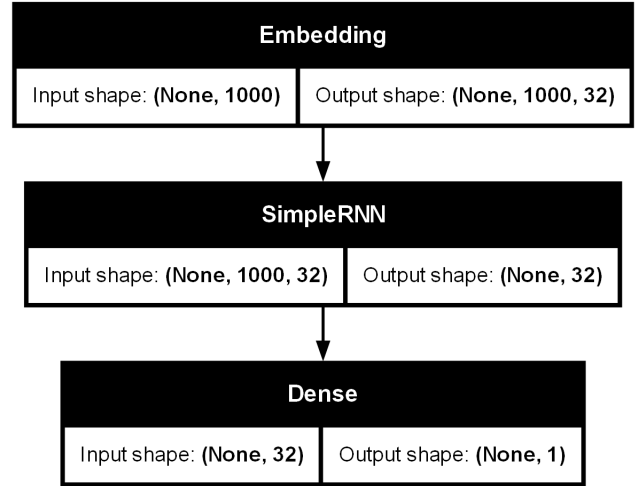 Embedding
Input shape: (None, 1000) Output shape: (None, 1000, 32)
SimpleRNN
Input shape: (None, 1000, 32) Output shape: (None, 32)
Dense
Input shape: (None, 32) Output shape: (None, 1)